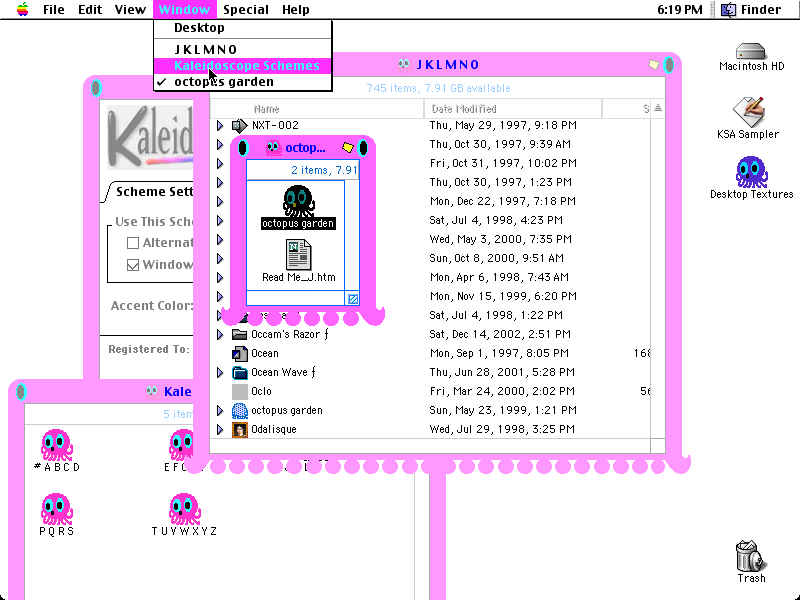 File Edit View Window Special Help 6:19 PM Finder
Desktop
JKLMNO
Kaleidoscope Schemes
✓ octopus garden
JKLMNO
745 items, 7.91 GB available
Name Date Modified S
NXT-002 Thu, May 29, 1997, 9:18 PM
Thu, Oct 30, 1997, 9:39 AM
Fri, Oct 31, 1997, 10:02 PM
Thu, Oct 30, 1997, 1:23 PM
Mon, Dec 22, 1997, 7:18 PM
Sat, Jul 4, 1998, 4:23 PM
Wed, May 3, 2000, 7:35 PM
Sun, Oct 8, 2000, 9:51 AM
Mon, Apr 6, 1998, 7:43 AM
Mon, Nov 15, 1999, 6:20 PM
Sat, Jul 4, 1998, 1:22 PM
Occam's Razor ƒ Sat, Dec 14, 2002, 2:51 PM
Ocean Mon, Sep 1, 1997, 8:05 PM 168
Ocean Wave ƒ Thu, Jun 28, 2001, 5:28 PM
Oclo Fri, Mar 24, 2000, 2:02 PM 56
octopus garden Sun, May 23, 1999, 1:21 PM
Odalisque Wed, Jul 29, 1998, 3:25 PM
octop...
2 items, 7.91
octopus garden
Read Me...J.htm
Kaleid
Scheme Sett
Use This Sche
Alternat
Window
Accent Color:
Registered To:
Kale
5 item
#ABCD
EFG
PQRS
TUYWXYZ
Macintosh HD
KSA Sampler
Desktop Textures
Trash